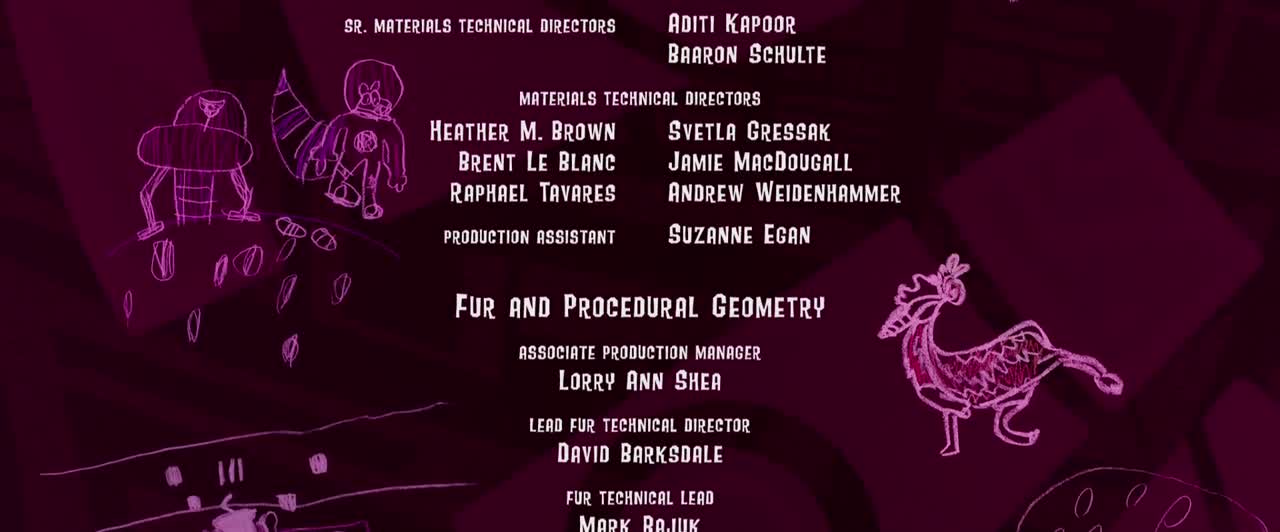 SR. MATERIALS TECHNICAL DIRECTORS ADITI KAPOOR
BAARON SCHULTE
MATERIALS TECHNICAL DIRECTORS
HEATHER M. BROWN SVETLA GRESSAK
BRENT LE BLANC JAMIE MACDOUGALL
RAPHAEL TAVARES ANDREW WEIDENHAMMER
PRODUCTION ASSISTANT SUZANNE EGAN
FUR AND PROCEDURAL GEOMETRY
ASSOCIATE PRODUCTION MANAGER
LORRY ANN SHEA
LEAD FUR TECHNICAL DIRECTOR
DAVID BARKSDALE
FUR TECHNICAL LEAD
MARK RAJUK